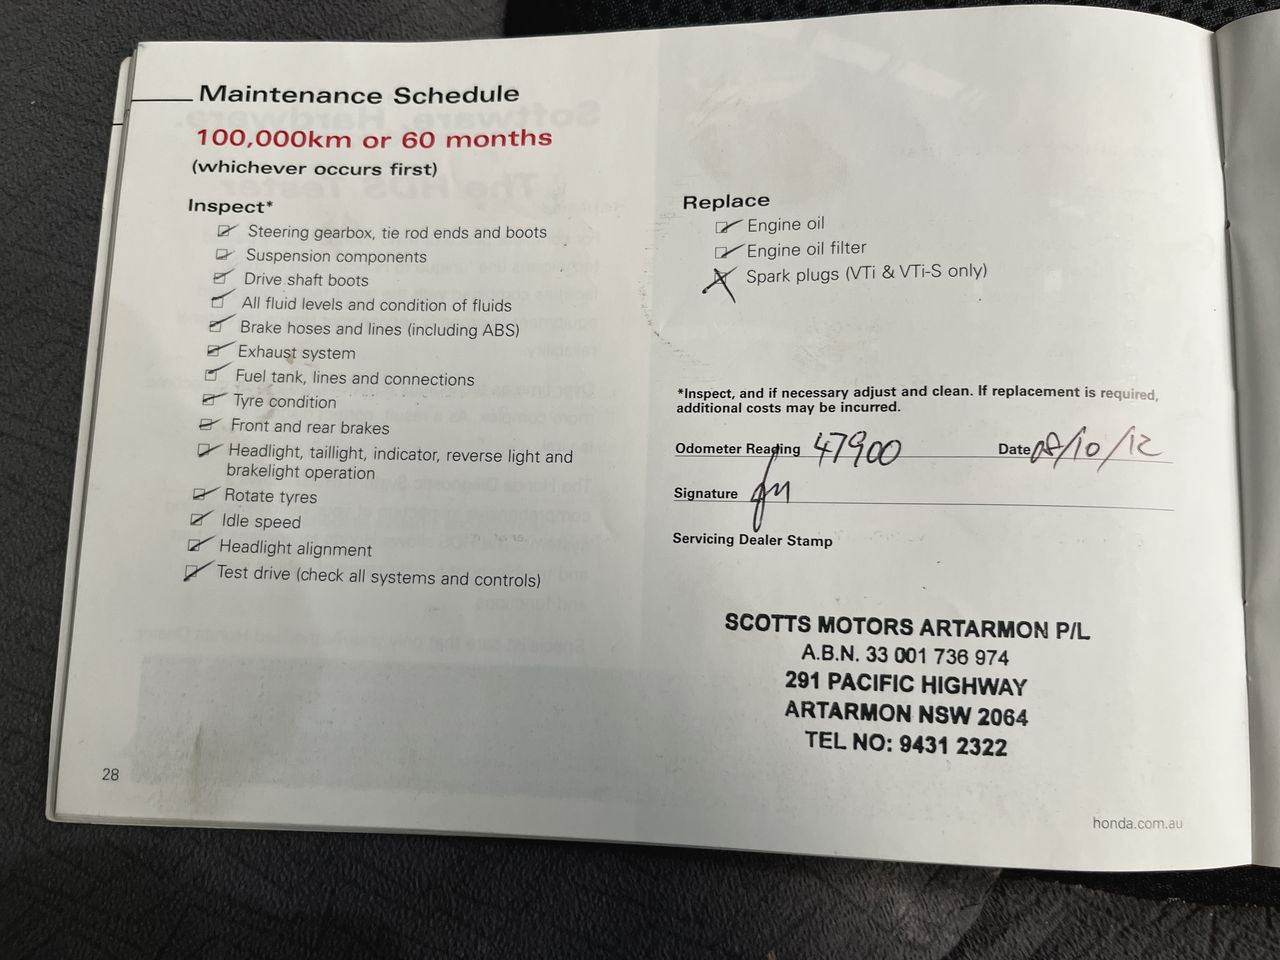 Maintenance Schedule
100,000km or 60 months
(whichever occurs first)
Inspect*
Steering gearbox, tie rod ends and boots
Suspension components
Drive shaft boots
All fluid levels and condition of fluids
Brake hoses and lines (including ABS)
Exhaust system
Fuel tank, lines and connections
Tyre condition
Front and rear brakes
Headlight, taillight, indicator, reverse light and
brakelight operation
Rotate tyres
Idle speed
Headlight alignment
Test drive (check all systems and controls)
28
Replace
Engine oil
Engine oil filter
Spark plugs (VTi & VTi-S only)
*Inspect, and if necessary adjust and clean. If replacement is required,
additional costs may be incurred.
Odometer Reading 47900 Date 08/10/12
Signature
Servicing Dealer Stamp
SCOTTS MOTORS ARTARMON P/L
A.B.N. 33 001 736 974
291 PACIFIC HIGHWAY
ARTARMON NSW 2064
TEL NO: 9431 2322
honda.com.au